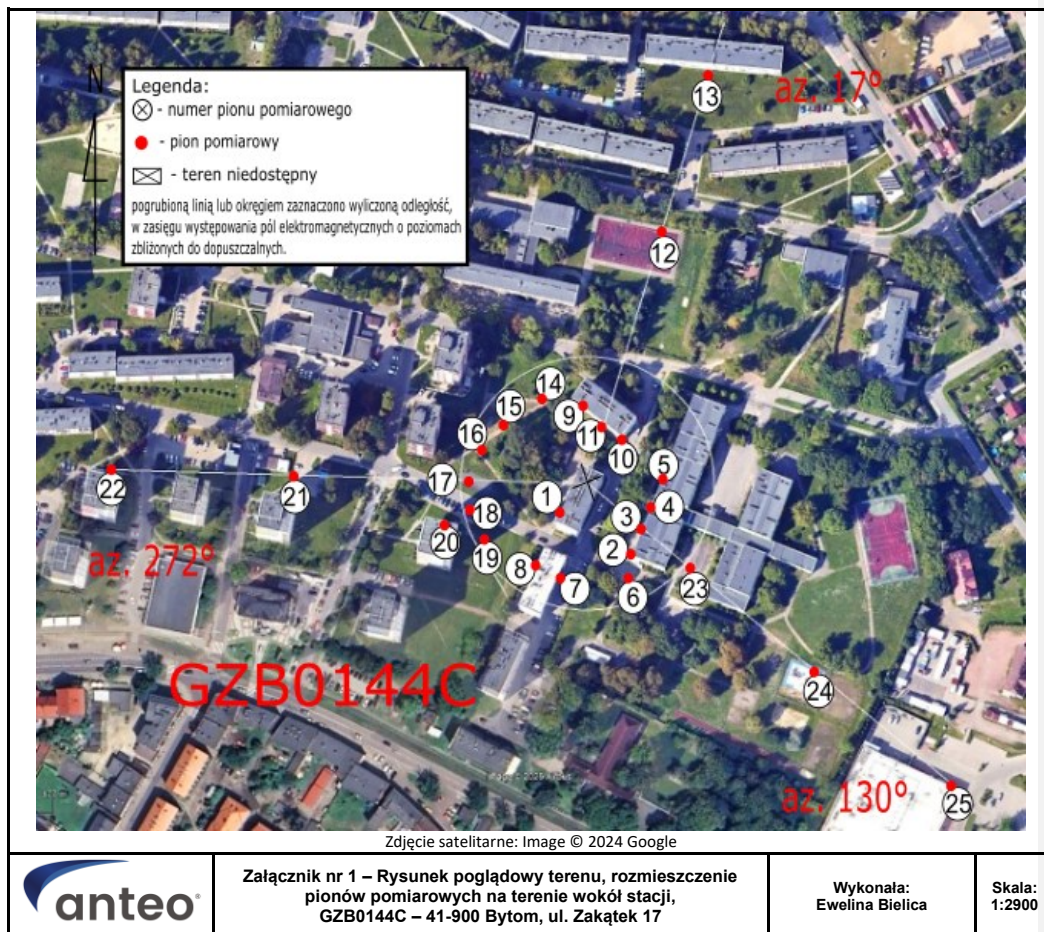 N
Legenda:
- numer pionu pomiarowego
- pion pomiarowy
- teren niedostępny
pogrubioną linią lub okręgiem zaznaczono wyliczoną odległość,
w zasięgu występowania pól elektromagnetycznych o poziomach
zbliżonych do dopuszczalnych.
13
az. 17º
12
14
15
9
11
16
10
5
17
1
4
22
21
18
3
20
19
2
az. 272º
8
7
6
23
GZB0144C
24
az. 130º
25
Zdjęcie satelitarne: Image © 2024 Google
anteo
Załącznik nr 1 – Rysunek poglądowy terenu, rozmieszczenie
pionów pomiarowych na terenie wokół stacji,
GZB0144C – 41-900 Bytom, ul. Zakątek 17
Wykonała:
Ewelina Bielica
Skala:
1:2900